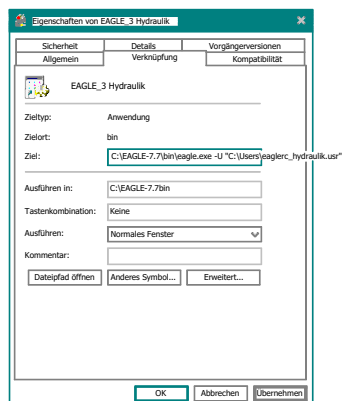 Eigenschaften von EAGLE_3 Hydraulik
Sicherheit Details Vorgängerversionen
Allgemein Verknüpfung Kompatibilität
EAGLE_3 Hydraulik
Zieltyp: Anwendung
Zielort: bin
Ziel: C:\EAGLE-7.7\bin\eagle.exe -U "C:\Users\eaglerc_hydraulik.usr"
Ausführen in: C:\EAGLE-7.7bin
Tastenkombination: Keine
Ausführen: Normales Fenster
Kommentar:
Dateipfad öffnen Anderes Symbol... Erweitert...
OK Abbrechen Übernehmen